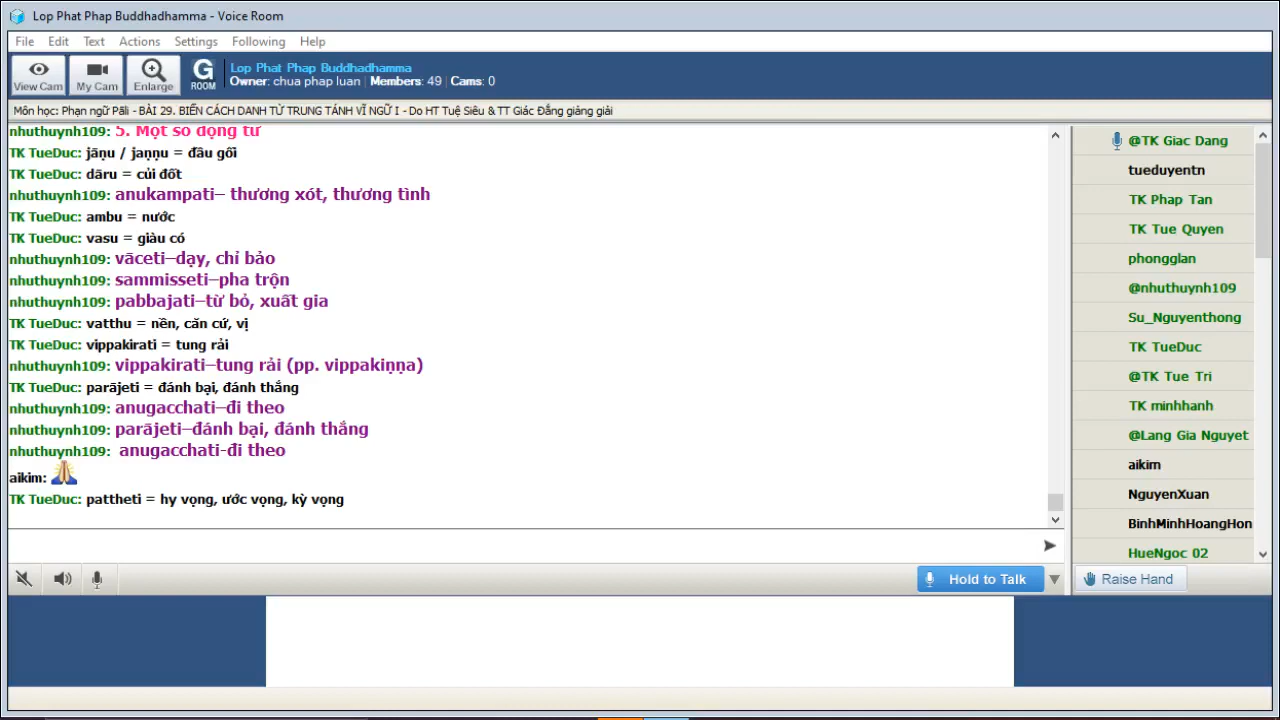 Lop Phat Phap Buddhadhamma - Voice Room
File Edit Text Actions Settings Following Help
View Cam My Cam Enlarge G ROOM
Lop Phat Phap Buddhadhamma
Owner: chua phap luan | Members: 49 | Cams: 0
Môn học: Phạn ngữ Pāli - BÀI 29. BIẾN CÁCH DANH TỪ TRUNG TÁNH VĨ NGỮ I - Do HT Tuệ Siêu & TT Giác Đẳng giảng giải
nhuthuynh109: 5. Một số động từ
TK TueDuc: jāṇu / jaṇṇu = đầu gối
TK TueDuc: dāru = củi đốt
nhuthuynh109: anukampati– thương xót, thương tình
TK TueDuc: ambu = nước
TK TueDuc: vasu = giàu có
nhuthuynh109: vāceti–dạy, chỉ bảo
nhuthuynh109: sammisseti–pha trộn
nhuthuynh109: pabbajati–từ bỏ, xuất gia
TK TueDuc: vatthu = nền, căn cứ, vị
TK TueDuc: vippakirati = tung rải
nhuthuynh109: vippakirati–tung rải (pp. vippakiṇṇa)
TK TueDuc: parājeti = đánh bại, đánh thắng
nhuthuynh109: anugacchati–đi theo
nhuthuynh109: parājeti–đánh bại, đánh thắng
nhuthuynh109: anugacchati-đi theo
aikim:
TK TueDuc: pattheti = hy vọng, ước vọng, kỳ vọng
@TK Giac Dang
tueduyentn
TK Phap Tan
TK Tue Quyen
phongglan
@nhuthuynh109
Su_Nguyenthong
TK TueDuc
@TK Tue Tri
TK minhhanh
@Lang Gia Nguyet
aikim
NguyenXuan
BinhMinhHoangHon
HueNgoc 02
Hold to Talk
Raise Hand